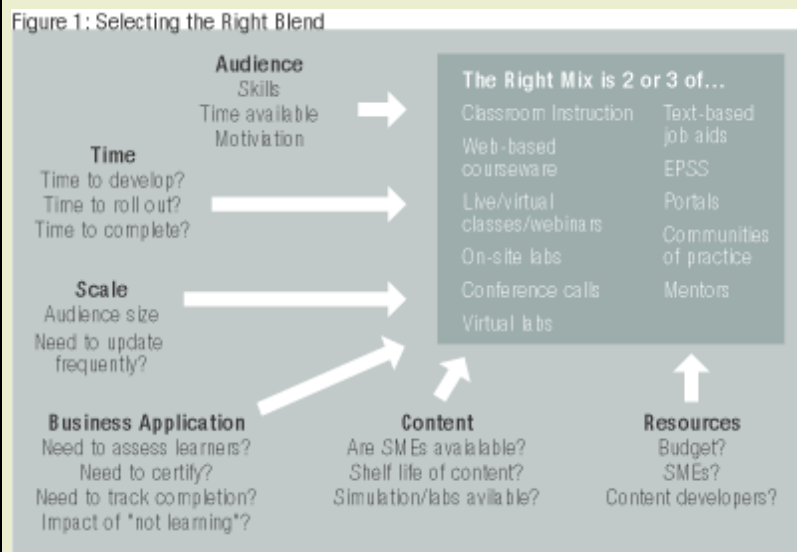 Figure 1: Selecting the Right Blend
Audience
Skills
Time available
Motiviation
Time
Time to develop?
Time to roll out?
Time to complete?
Scale
Audience size
Need to update
frequently?
Business Application
Need to assess learners?
Need to certify?
Need to track completion?
Impact of "not learning"?
Content
Are SMEs avaialable?
Shelf life of content?
Simulation/labs avilable?
Resources
Budget?
SMEs?
Content developers?
The Right Mix is 2 or 3 of...
Classroom Instruction
Web-based
courseware
Live/virtual
classes/webinars
On-site labs
Conference calls
Virtual labs
Text-based
job aids
EPSS
Portals
Communities
of practice
Mentors